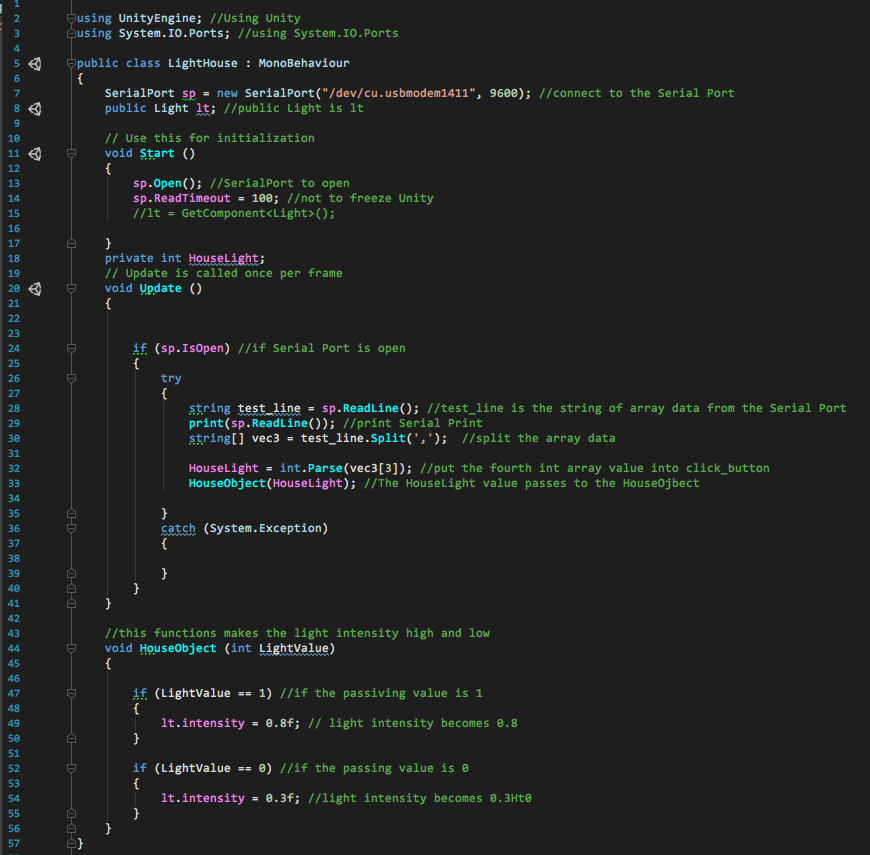 1
2 using UnityEngine; //Using Unity
3 using System.IO.Ports; //using System.IO.Ports
4
5 public class LightHouse : MonoBehaviour
6 {
7 SerialPort sp = new SerialPort("/dev/cu.usbmodem1411", 9600); //connect to the Serial Port
8 public Light lt; //public Light is lt
9
10 // Use this for initialization
11 void Start ()
12 {
13 sp.Open(); //SerialPort to open
14 sp.ReadTimeout = 100; //not to freeze Unity
15 //lt = GetComponent<Light>();
16
17 }
18 private int HouseLight;
19 // Update is called once per frame
20 void Update ()
21 {
22
23
24 if (sp.IsOpen) //if Serial Port is open
25 {
26 try
27 {
28 string test_line = sp.ReadLine(); //test_line is the string of array data from the Serial Port
29 print(sp.ReadLine()); //print Serial Print
30 string[] vec3 = test_line.Split(','); //split the array data
31
32 HouseLight = int.Parse(vec3[3]); //put the fourth int array value into click_button
33 HouseObject(HouseLight); //The HouseLight value passes to the HouseOjbect
34
35 }
36 catch (System.Exception)
37 {
38
39 }
40 }
41 }
42
43 //this functions makes the light intensity high and low
44 void HouseObject (int LightValue)
45 {
46
47 if (LightValue == 1) //if the passiving value is 1
48 {
49 lt.intensity = 0.8f; // light intensity becomes 0.8
50 }
51
52 if (LightValue == 0) //if the passing value is 0
53 {
54 lt.intensity = 0.3f; //light intensity becomes 0.3Ht0
55 }
56 }
57 }